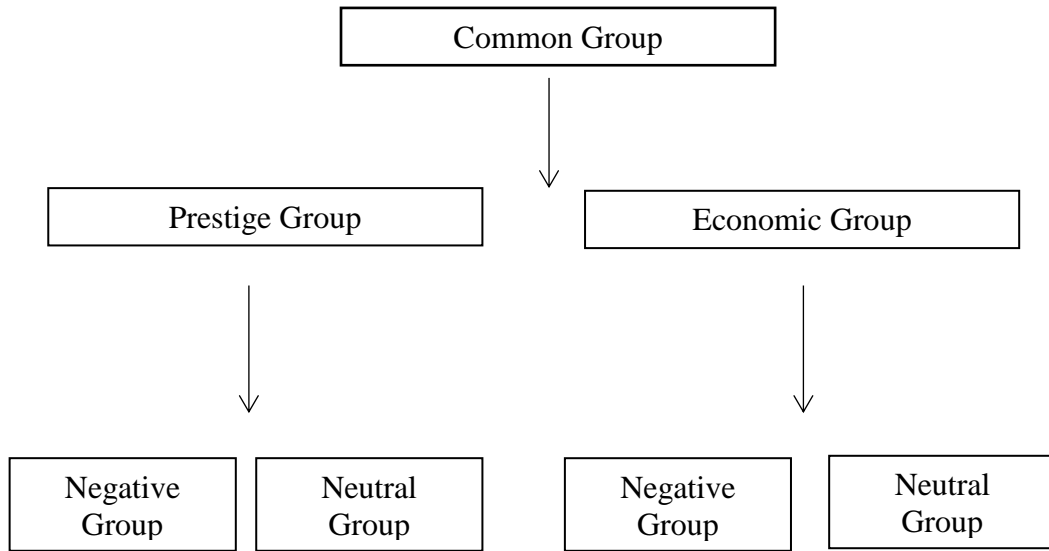 Common Group
Prestige Group
Economic Group
Negative
Group
Neutral
Group
Negative
Group
Neutral
Group